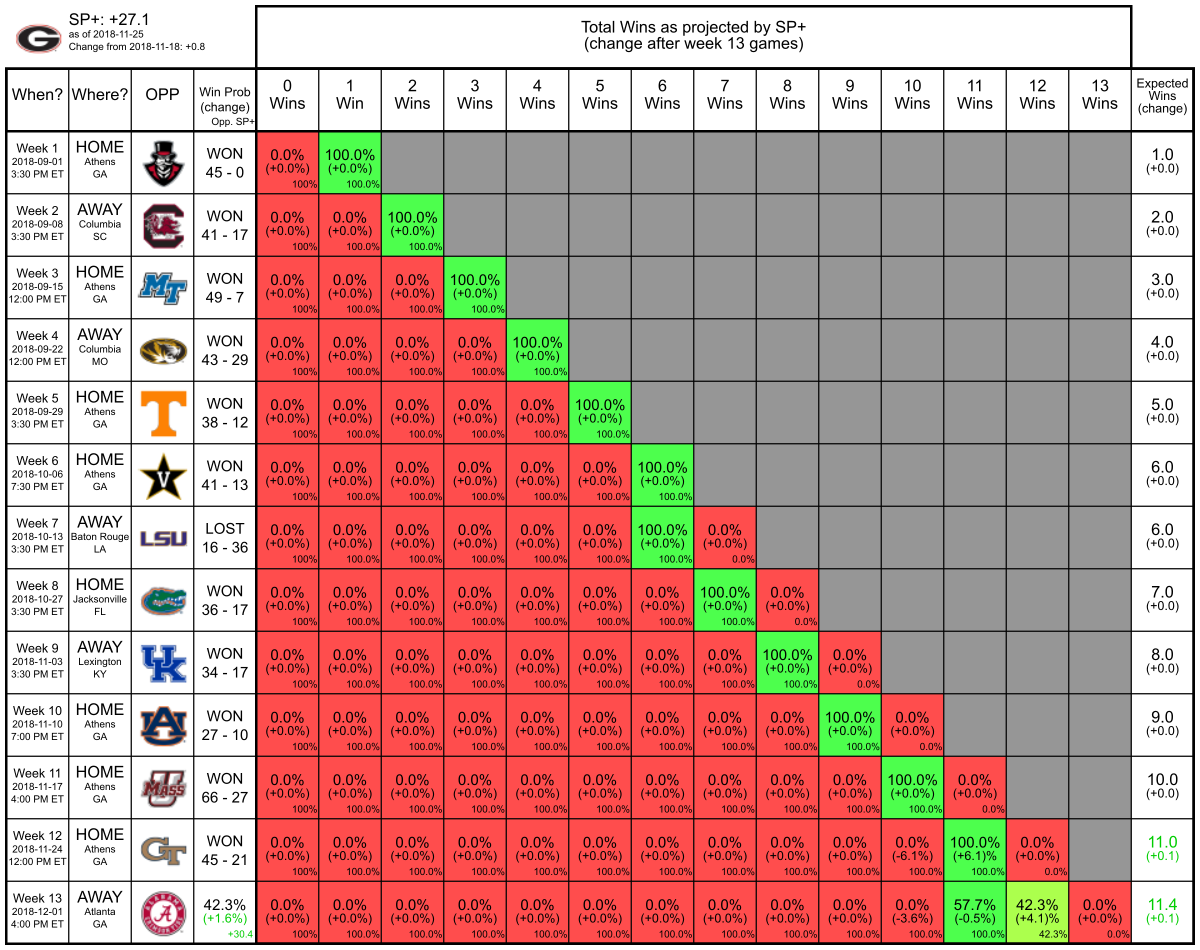 G SP+: +27.1
as of 2018-11-25
Change from 2018-11-18: +0.8
Total Wins as projected by SP+
(change after week 13 games)
When? Where? OPP Win Prob 0 1 2 3 4 5 6 7 8 9 10 11 12 13 Expected
(change) Wins Win Wins Wins Wins Wins Wins Wins Wins Wins Wins Wins Wins Wins Wins
Opp. SP+ (change)
Week 1 HOME WON 0.0% 100.0% 1.0
2018-09-01 Athens 45 - 0 (+0.0%) (+0.0%) (+0.0)
3:30 PM ET GA 100% 100.0%
Week 2 AWAY C WON 0.0% 0.0% 100.0% 2.0
2018-09-08 Columbia 41 - 17 (+0.0%) (+0.0%) (+0.0%) (+0.0)
3:30 PM ET SC 100% 100.0% 100.0%
Week 3 HOME MT WON 0.0% 0.0% 0.0% 100.0% 3.0
2018-09-15 Athens 49 - 7 (+0.0%) (+0.0%) (+0.0%) (+0.0%) (+0.0)
12:00 PM ET GA 100% 100.0% 100.0% 100.0%
Week 4 AWAY WON 0.0% 0.0% 0.0% 0.0% 100.0% 4.0
2018-09-22 Columbia 43 - 29 (+0.0%) (+0.0%) (+0.0%) (+0.0%) (+0.0%) (+0.0)
12:00 PM ET MO 100% 100.0% 100.0% 100.0% 100.0%
Week 5 HOME T WON 0.0% 0.0% 0.0% 0.0% 0.0% 100.0% 5.0
2018-09-29 Athens 38 - 12 (+0.0%) (+0.0%) (+0.0%) (+0.0%) (+0.0%) (+0.0%) (+0.0)
3:30 PM ET GA 100% 100.0% 100.0% 100.0% 100.0% 100.0%
Week 6 HOME V WON 0.0% 0.0% 0.0% 0.0% 0.0% 0.0% 100.0% 6.0
2018-10-06 Athens 41 - 13 (+0.0%) (+0.0%) (+0.0%) (+0.0%) (+0.0%) (+0.0%) (+0.0%) (+0.0)
7:30 PM ET GA 100% 100.0% 100.0% 100.0% 100.0% 100.0% 100.0%
Week 7 AWAY LSU LOST 0.0% 0.0% 0.0% 0.0% 0.0% 0.0% 100.0% 0.0% 6.0
2018-10-13 Baton Rouge 16 - 36 (+0.0%) (+0.0%) (+0.0%) (+0.0%) (+0.0%) (+0.0%) (+0.0%) (+0.0%) (+0.0)
3:30 PM ET LA 100% 100.0% 100.0% 100.0% 100.0% 100.0% 100.0% 0.0%
Week 8 HOME WON 0.0% 0.0% 0.0% 0.0% 0.0% 0.0% 0.0% 100.0% 0.0% 7.0
2018-10-27 Jacksonville 36 - 17 (+0.0%) (+0.0%) (+0.0%) (+0.0%) (+0.0%) (+0.0%) (+0.0%) (+0.0%) (+0.0%) (+0.0)
3:30 PM ET FL 100% 100.0% 100.0% 100.0% 100.0% 100.0% 100.0% 100.0% 0.0%
Week 9 AWAY UK WON 0.0% 0.0% 0.0% 0.0% 0.0% 0.0% 0.0% 0.0% 100.0% 0.0% 8.0
2018-11-03 Lexington 34 - 17 (+0.0%) (+0.0%) (+0.0%) (+0.0%) (+0.0%) (+0.0%) (+0.0%) (+0.0%) (+0.0%) (+0.0%) (+0.0)
3:30 PM ET KY 100% 100.0% 100.0% 100.0% 100.0% 100.0% 100.0% 100.0% 100.0% 0.0%
Week 10 HOME AU WON 0.0% 0.0% 0.0% 0.0% 0.0% 0.0% 0.0% 0.0% 0.0% 100.0% 0.0% 9.0
2018-11-10 Athens 27 - 10 (+0.0%) (+0.0%) (+0.0%) (+0.0%) (+0.0%) (+0.0%) (+0.0%) (+0.0%) (+0.0%) (+0.0%) (+0.0%) (+0.0)
7:00 PM ET GA 100% 100.0% 100.0% 100.0% 100.0% 100.0% 100.0% 100.0% 100.0% 100.0% 0.0%
Week 11 HOME U MASS WON 0.0% 0.0% 0.0% 0.0% 0.0% 0.0% 0.0% 0.0% 0.0% 0.0% 100.0% 0.0% 10.0
2018-11-17 Athens 66 - 27 (+0.0%) (+0.0%) (+0.0%) (+0.0%) (+0.0%) (+0.0%) (+0.0%) (+0.0%) (+0.0%) (+0.0%) (+0.0%) (+0.0%) (+0.0)
4:00 PM ET GA 100% 100.0% 100.0% 100.0% 100.0% 100.0% 100.0% 100.0% 100.0% 100.0% 100.0% 0.0%
Week 12 HOME GT WON 0.0% 0.0% 0.0% 0.0% 0.0% 0.0% 0.0% 0.0% 0.0% 0.0% 0.0% 100.0% 0.0% 11.0
2018-11-24 Athens 45 - 21 (+0.0%) (+0.0%) (+0.0%) (+0.0%) (+0.0%) (+0.0%) (+0.0%) (+0.0%) (+0.0%) (+0.0%) (-6.1%) (+6.1)% (+0.0%) (+0.1)
12:00 PM ET GA 100% 100.0% 100.0% 100.0% 100.0% 100.0% 100.0% 100.0% 100.0% 100.0% 100.0% 100.0% 0.0%
Week 13 AWAY A 42.3% 0.0% 0.0% 0.0% 0.0% 0.0% 0.0% 0.0% 0.0% 0.0% 0.0% 0.0% 57.7% 42.3% 0.0% 11.4
2018-12-01 Atlanta (+1.6%) (+0.0%) (+0.0%) (+0.0%) (+0.0%) (+0.0%) (+0.0%) (+0.0%) (+0.0%) (+0.0%) (+0.0%) (-3.6%) (-0.5%) (+4.1)% (+0.0%) (+0.1)
4:00 PM ET GA +30.4 100% 100.0% 100.0% 100.0% 100.0% 100.0% 100.0% 100.0% 100.0% 100.0% 100.0% 100.0% 42.3% 0.0%